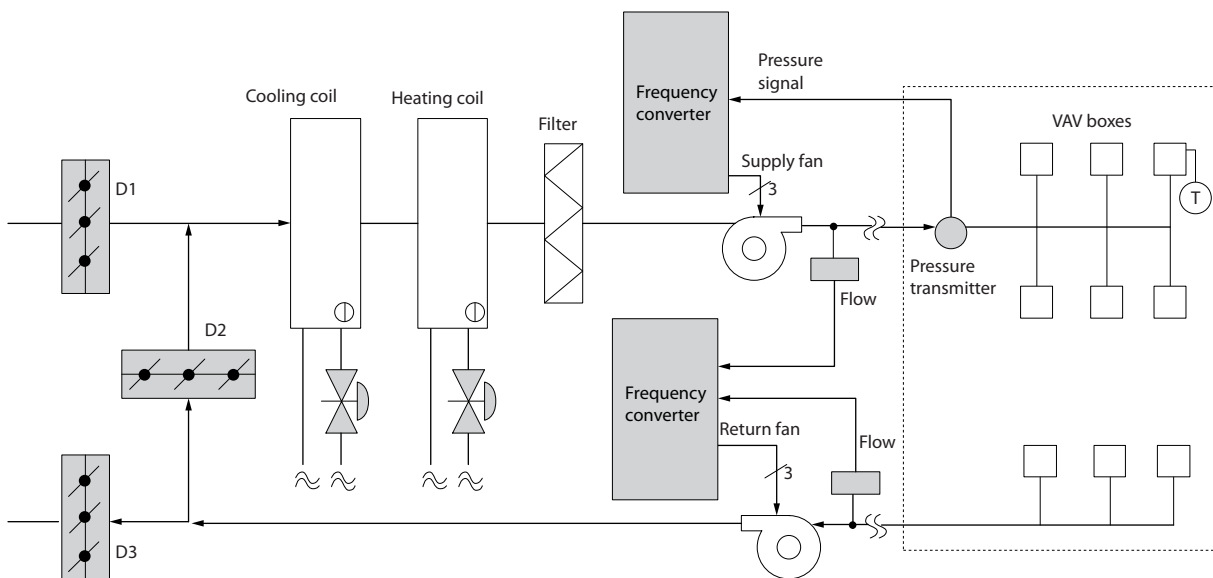 Pressure
signal
Cooling coil
Heating coil
Frequency
converter
VAV boxes
Filter
Supply fan
3
D1
T
Pressure
transmitter
Flow
D2
Frequency
converter
Return fan
Flow
3
D3